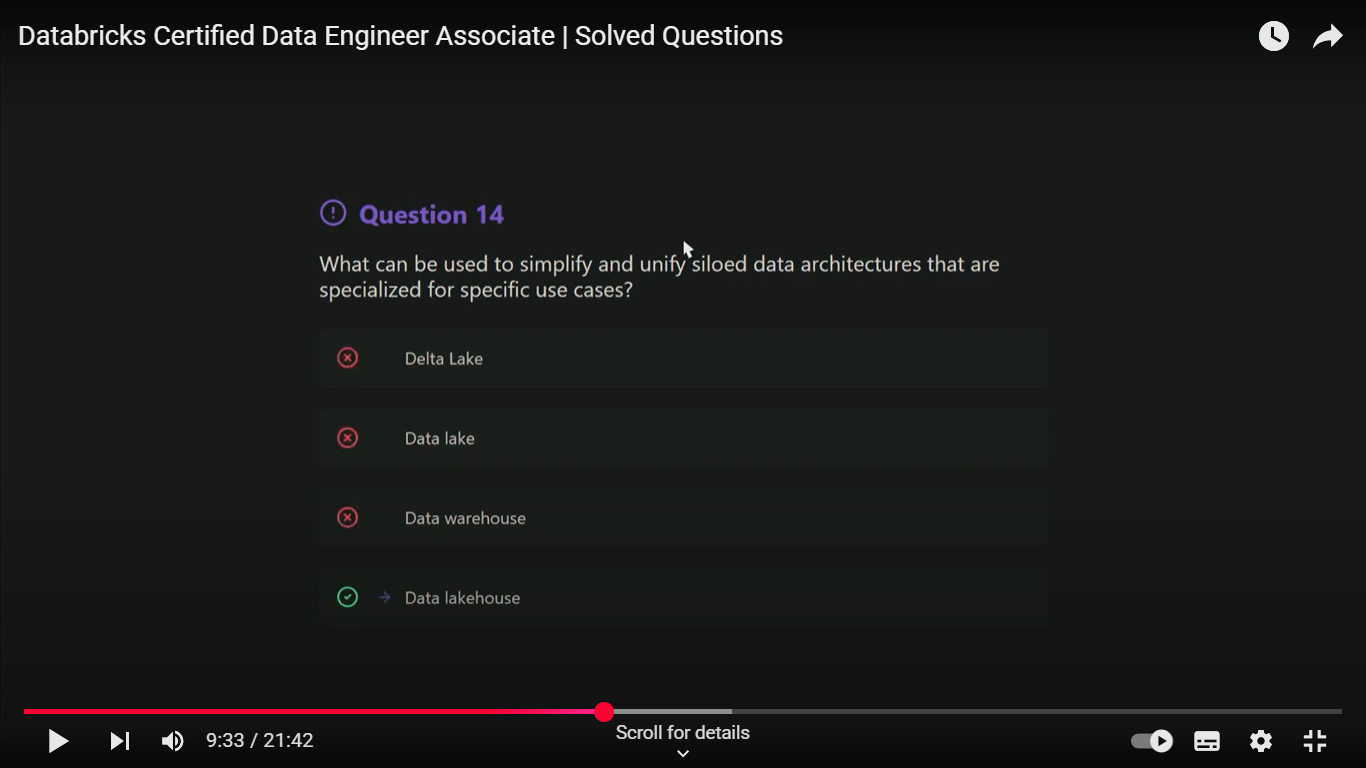 Databricks Certified Data Engineer Associate | Solved Questions
Question 14
What can be used to simplify and unify siloed data architectures that are
specialized for specific use cases?
Delta Lake
Data lake
Data warehouse
Data lakehouse
9:33 / 21:42
Scroll for details